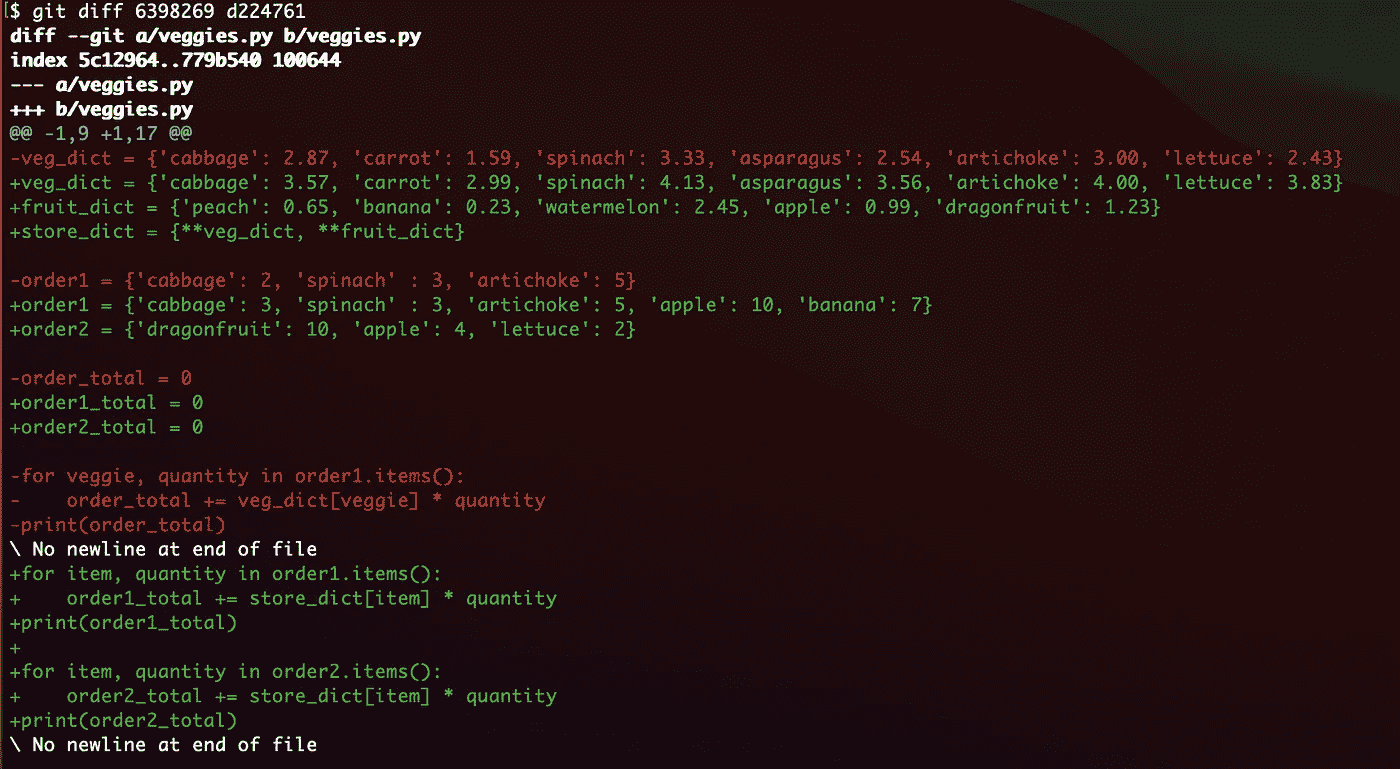 [$ git diff 6398269 d224761
diff --git a/veggies.py b/veggies.py
index 5c12964..779b540 100644
--- a/veggies.py
+++ b/veggies.py
@@ -1,9 +1,17 @@
-veg_dict = {'cabbage': 2.87, 'carrot': 1.59, 'spinach': 3.33, 'asparagus': 2.54, 'artichoke': 3.00, 'lettuce': 2.43}
+veg_dict = {'cabbage': 3.57, 'carrot': 2.99, 'spinach': 4.13, 'asparagus': 3.56, 'artichoke': 4.00, 'lettuce': 3.83}
+fruit_dict = {'peach': 0.65, 'banana': 0.23, 'watermelon': 2.45, 'apple': 0.99, 'dragonfruit': 1.23}
+store_dict = {**veg_dict, **fruit_dict}

-order1 = {'cabbage': 2, 'spinach' : 3, 'artichoke': 5}
+order1 = {'cabbage': 3, 'spinach' : 3, 'artichoke': 5, 'apple': 10, 'banana': 7}
+order2 = {'dragonfruit': 10, 'apple': 4, 'lettuce': 2}

-order_total = 0
+order1_total = 0
+order2_total = 0

-for veggie, quantity in order1.items():
-    order_total += veg_dict[veggie] * quantity
-print(order_total)
\ No newline at end of file
+for item, quantity in order1.items():
+    order1_total += store_dict[item] * quantity
+print(order1_total)
+
+for item, quantity in order2.items():
+    order2_total += store_dict[item] * quantity
+print(order2_total)
\ No newline at end of file